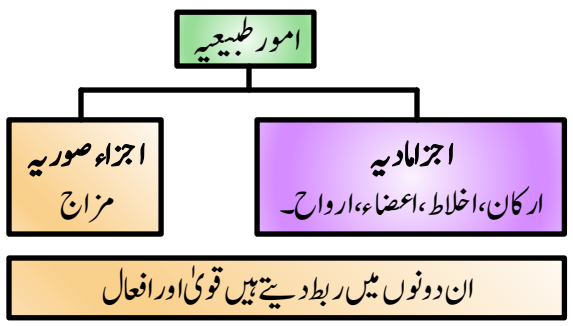 امور طبیعیہ
اجزامادیہ
ارکان،اخلاط،اعضاء،ارواح۔
اجزاء صوریہ
مزاج
ان دونوں میں ربط دیتے ہیں قویٰ اور افعال